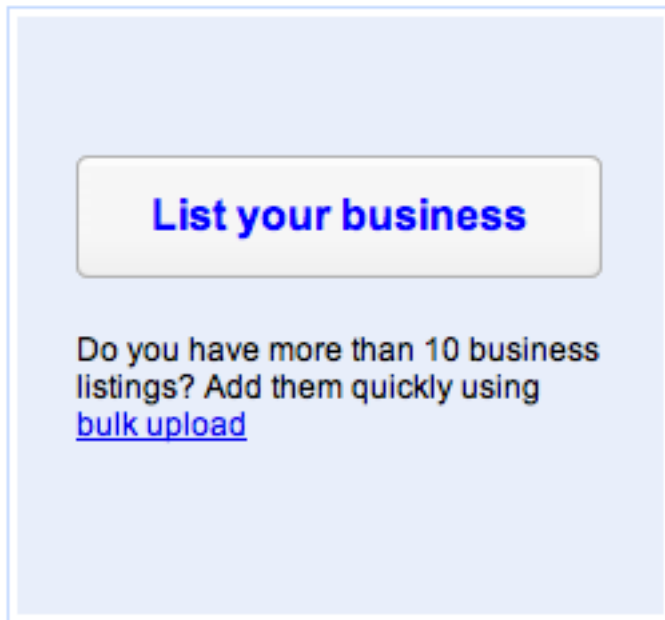 List your business
Do you have more than 10 business
listings? Add them quickly using
bulk upload